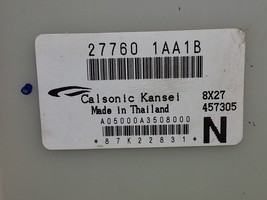 27760 1AA1B
Calsonic Kansei 8X27
Made in Thailand 457305
A05000A3508000 N
*87K22831*